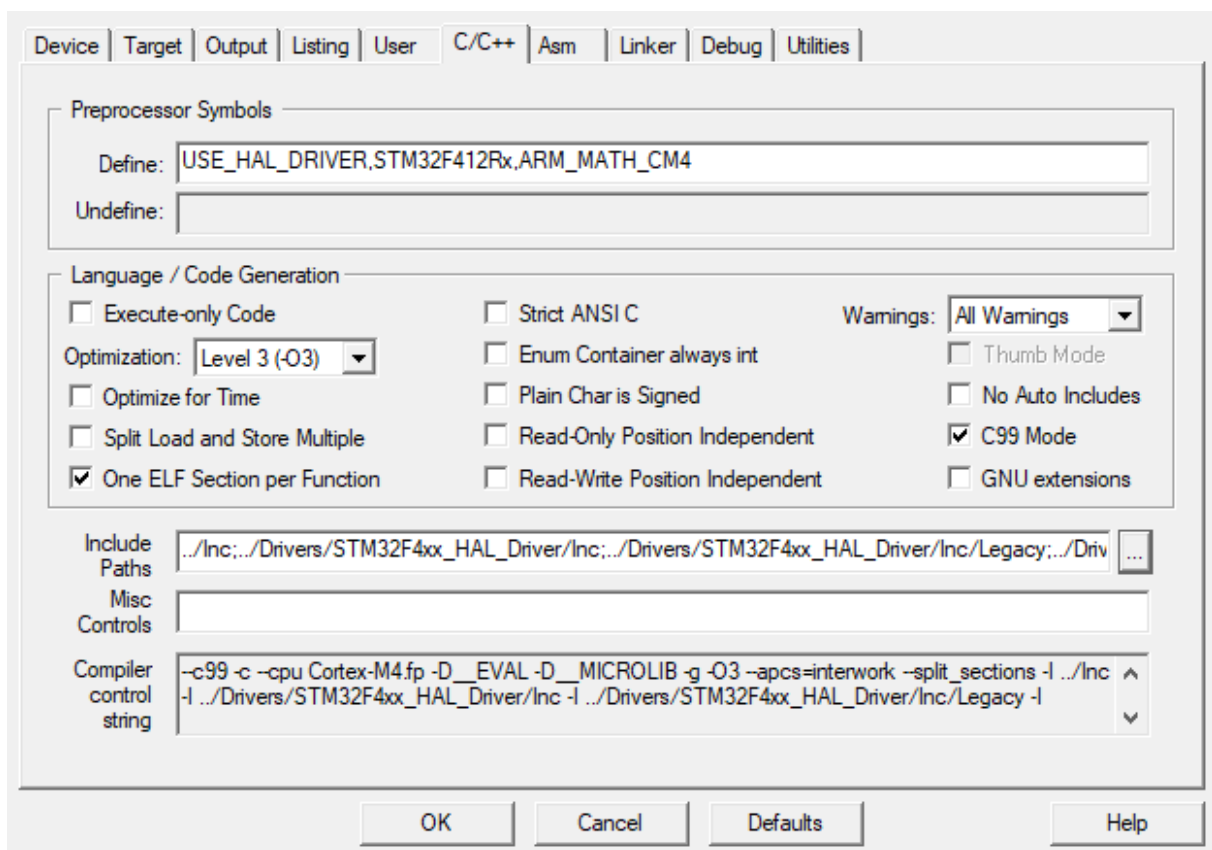 Device Target Output Listing User C/C++ Asm Linker Debug Utilities
Preprocessor Symbols
Define: USE_HAL_DRIVER,STM32F412Rx,ARM_MATH_CM4
Undefine:
Language / Code Generation
Execute-only Code Strict ANSI C Warnings: All Warnings
Optimization: Level 3 (-O3) Enum Container always int Thumb Mode
Optimize for Time Plain Char is Signed No Auto Includes
Split Load and Store Multiple Read-Only Position Independent C99 Mode
One ELF Section per Function Read-Write Position Independent GNU extensions
Include
Paths
../Inc;../Drivers/STM32F4xx_HAL_Driver/Inc;../Drivers/STM32F4xx_HAL_Driver/Inc/Legacy;../Driv ...
Misc
Controls
Compiler
control
string
--c99 -c --cpu Cortex-M4.fp -D__EVAL -D__MICROLIB -g -O3 --apcs=interwork --split_sections -I ../Inc
-I ../Drivers/STM32F4xx_HAL_Driver/Inc -I ../Drivers/STM32F4xx_HAL_Driver/Inc/Legacy -I
OK Cancel Defaults Help